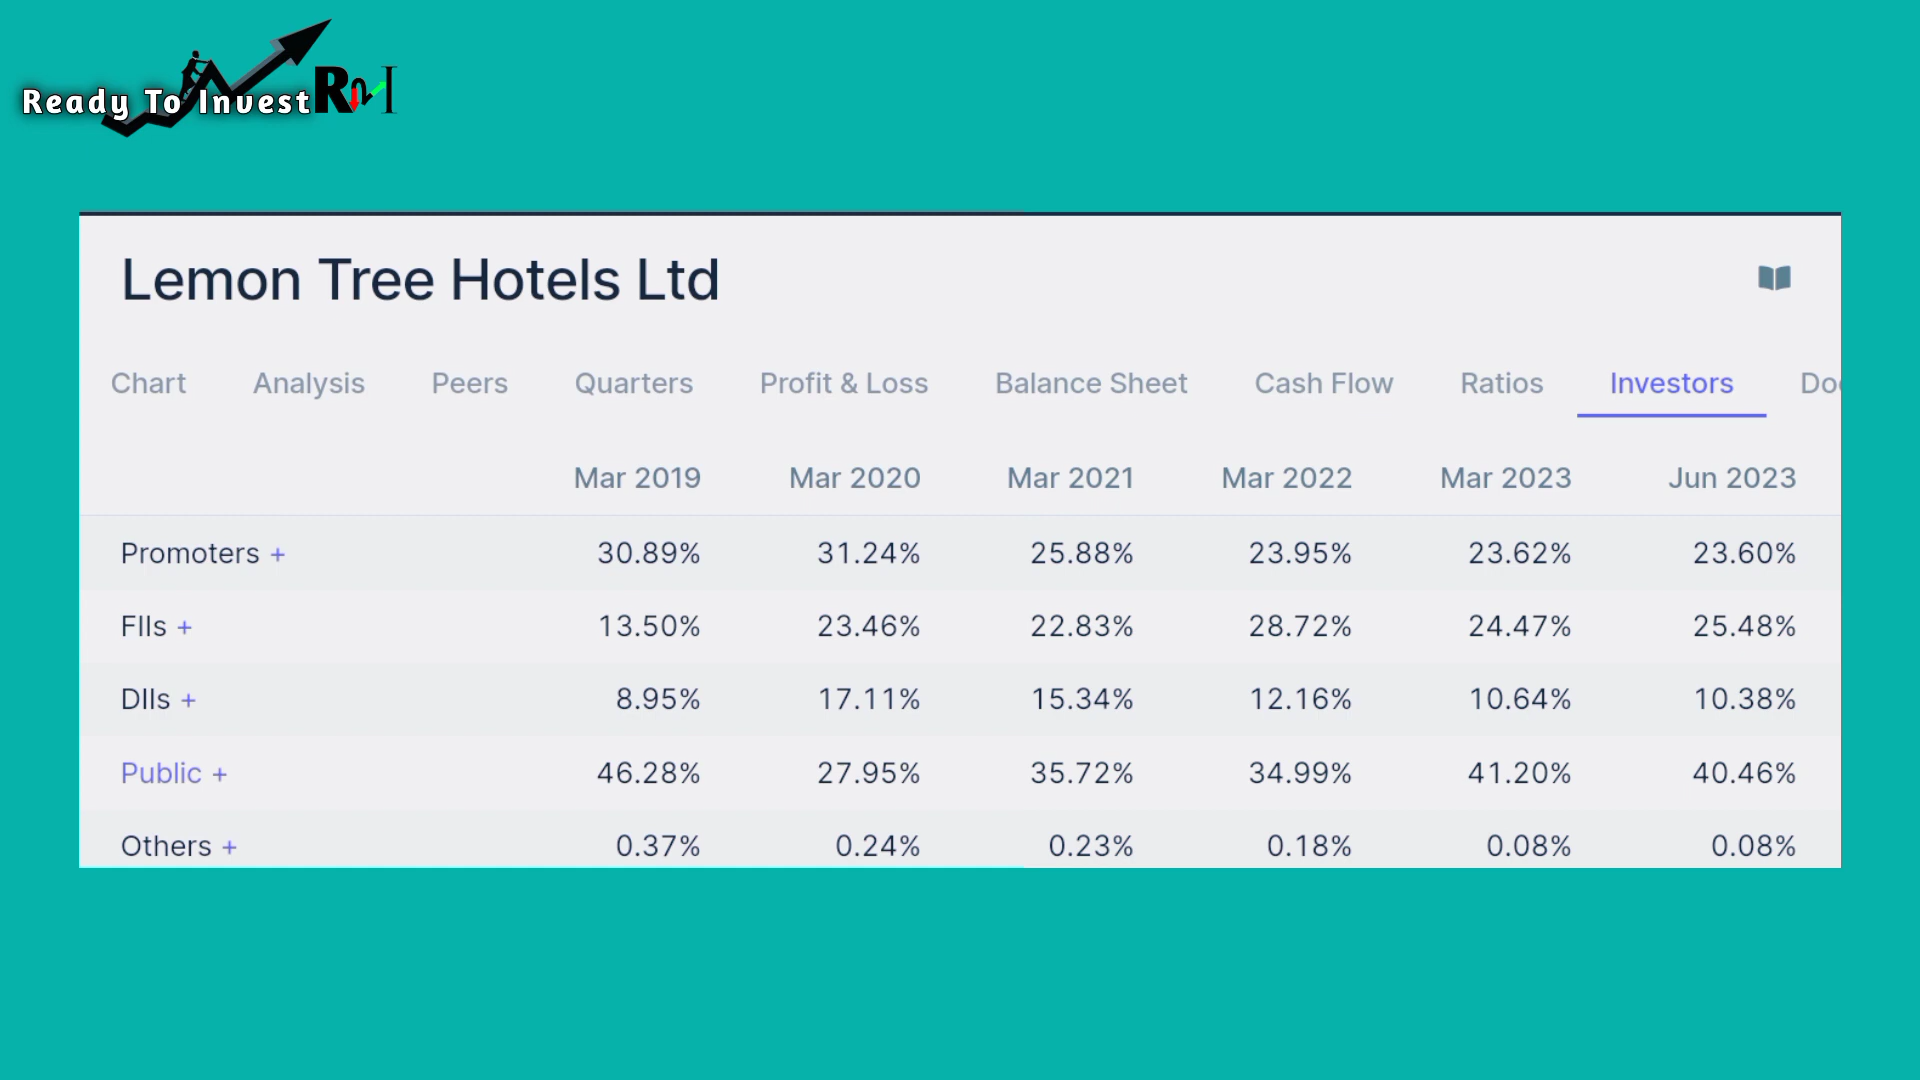 Ready To Invest R2I
Lemon Tree Hotels Ltd
Chart Analysis Peers Quarters Profit & Loss Balance Sheet Cash Flow Ratios Investors
Mar 2019 Mar 2020 Mar 2021 Mar 2022 Mar 2023 Jun 2023
Promoters + 30.89% 31.24% 25.88% 23.95% 23.62% 23.60%
FIIs + 13.50% 23.46% 22.83% 28.72% 24.47% 25.48%
DIIs + 8.95% 17.11% 15.34% 12.16% 10.64% 10.38%
Public + 46.28% 27.95% 35.72% 34.99% 41.20% 40.46%
Others + 0.37% 0.24% 0.23% 0.18% 0.08% 0.08%